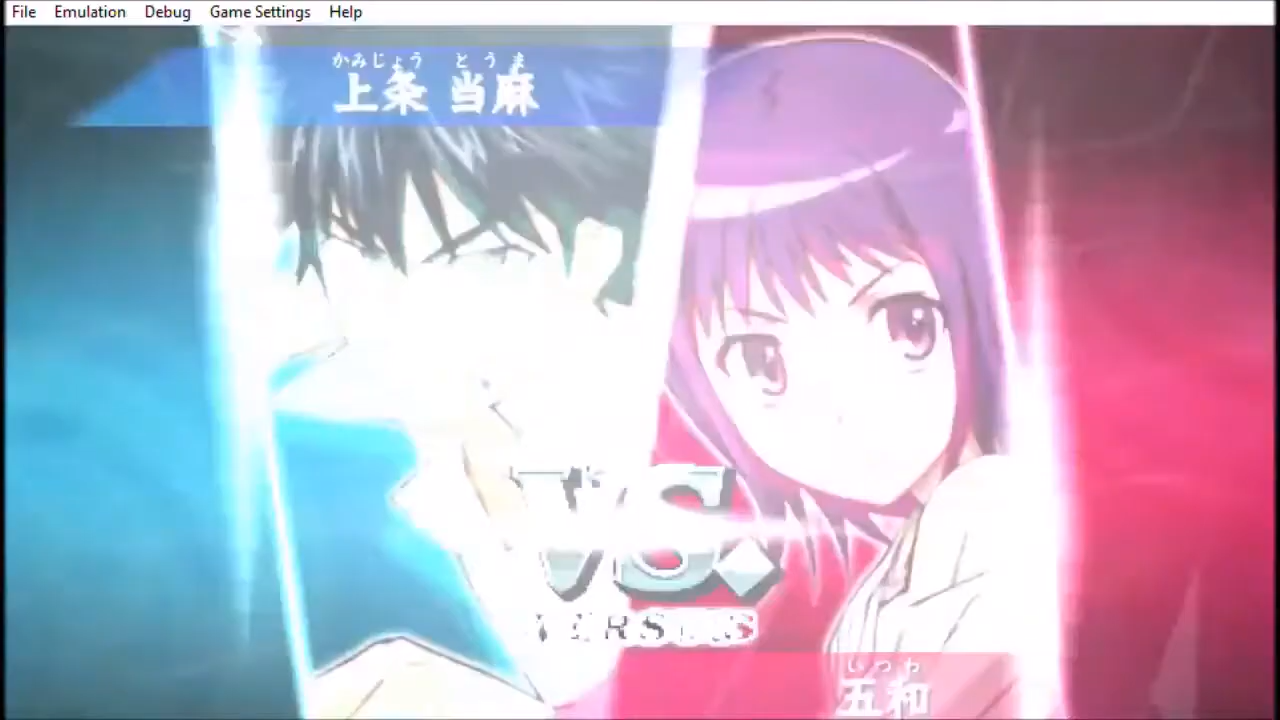 File Emulation Debug Game Settings Help
かみじょう とうま
上条 当麻
VS.
VERSUS
いつわ
五和